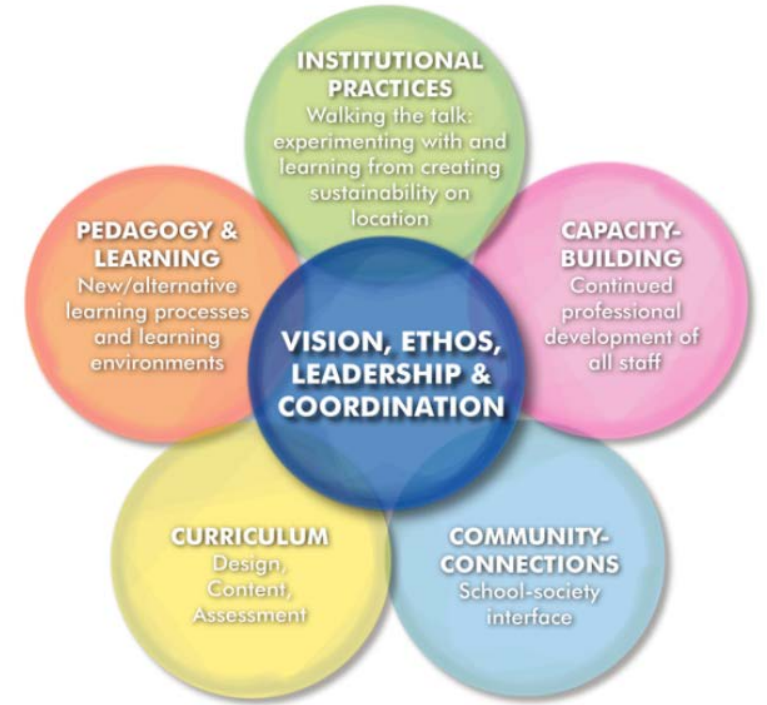 INSTITUTIONAL
PRACTICES
Walking the talk:
experimenting with and
learning from creating
sustainability on
location
PEDAGOGY &
LEARNING
New/alternative
learning processes
and learning
environments
CAPACITY-
BUILDING
Continued
professional
development of
all staff
VISION, ETHOS,
LEADERSHIP &
COORDINATION
CURRICULUM
Design,
Content,
Assessment
COMMUNITY-
CONNECTIONS
School-society
interface